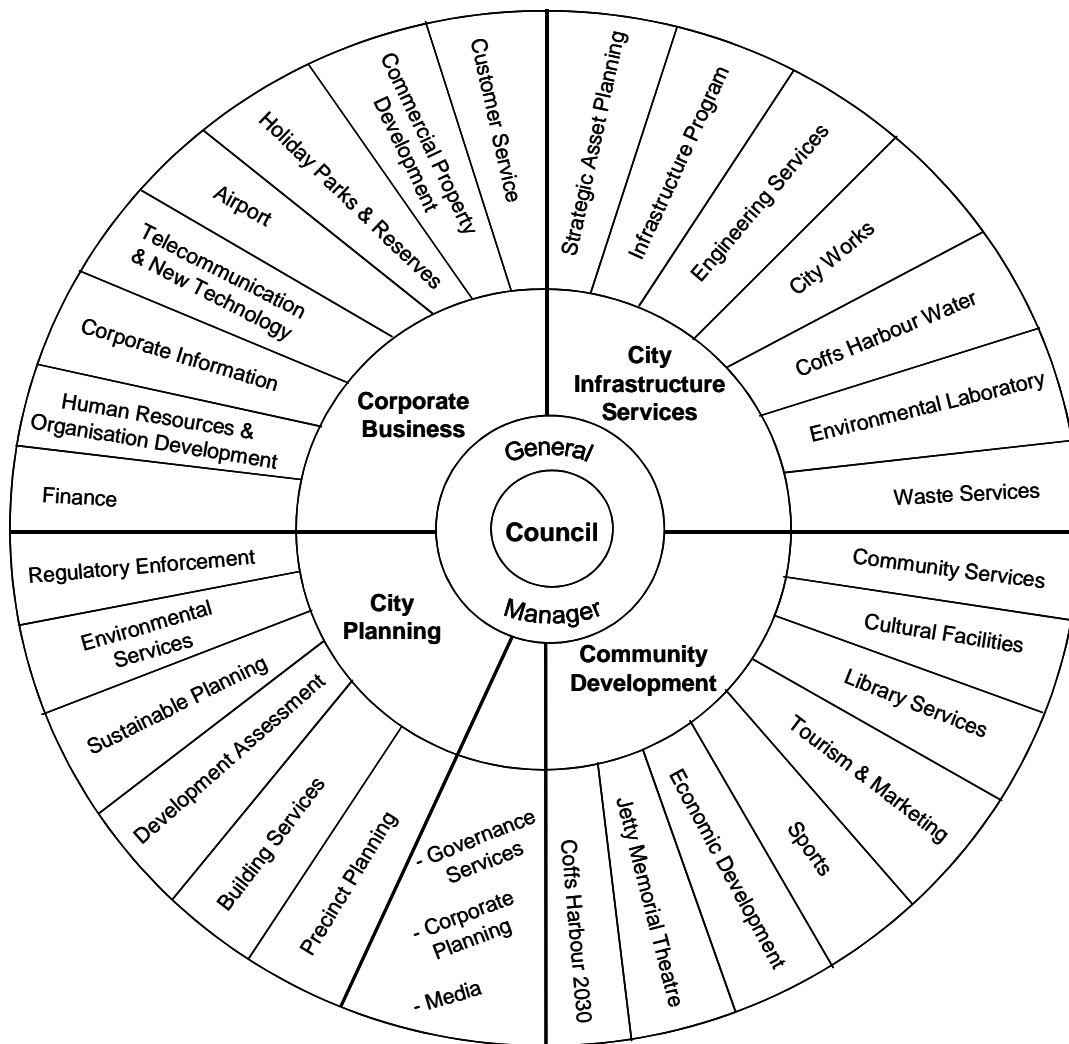 Council
General
Manager
City
Infrastructure
Services
Strategic Asset Planning
Infrastructure Program
Engineering Services
City Works
Coffs Harbour Water
Environmental Laboratory
Waste Services
Community
Development
Community Services
Cultural Facilities
Library Services
Tourism & Marketing
Sports
Economic Development
Jetty Memorial Theatre
Coffs Harbour 2030
- Governance
Services
- Corporate
Planning
- Media
City
Planning
Precinct Planning
Building Services
Development Assessment
Sustainable Planning
Environmental
Services
Regulatory Enforcement
Corporate
Business
Finance
Human Resources &
Organisation Development
Corporate Information
Telecommunication
& New Technology
Airport
Holiday Parks & Reserves
Commercial Property
Development
Customer Service